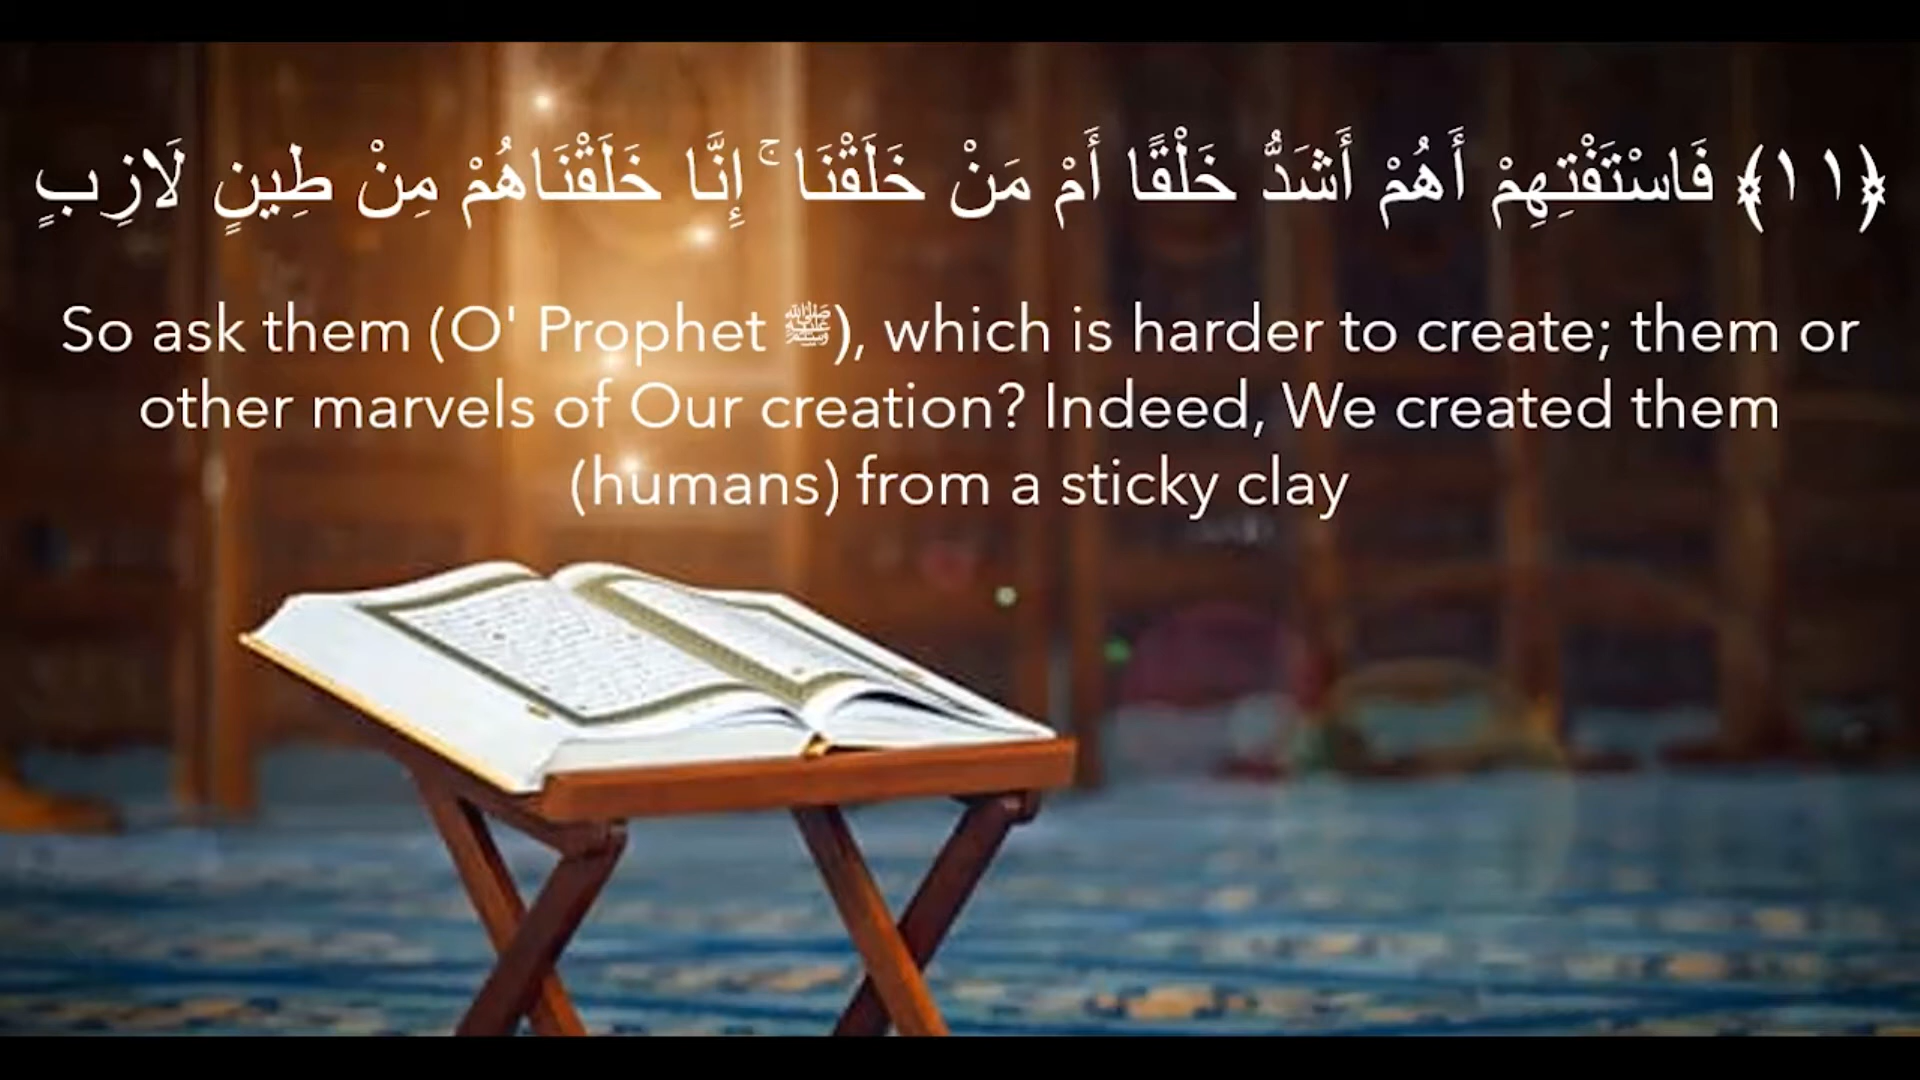 ﴿١١﴾ فَاسْتَفْتِهِمْ أَهُمْ أَشَدُّ خَلْقًا أَمْ مَنْ خَلَقْنَا ۚ إِنَّا خَلَقْنَاهُمْ مِنْ طِينٍ لَازِبٍ
So ask them (O' Prophet ﷺ), which is harder to create; them or
other marvels of Our creation? Indeed, We created them
(humans) from a sticky clay